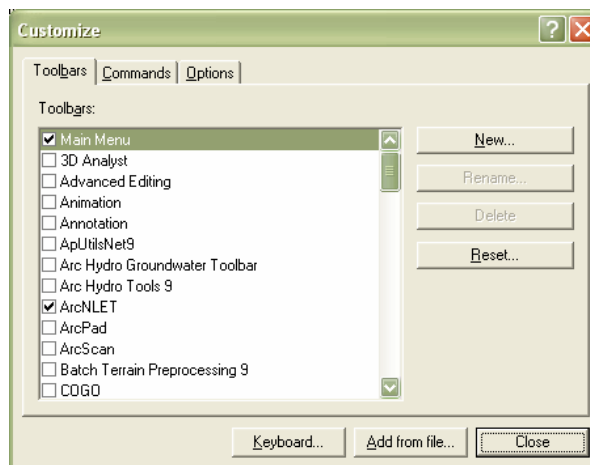 Customize
Toolbars Commands Options
Toolbars:
Main Menu
3D Analyst
Advanced Editing
Animation
Annotation
ApUtilsNet9
Arc Hydro Groundwater Toolbar
Arc Hydro Tools 9
ArcNLET
ArcPad
ArcScan
Batch Terrain Preprocessing 9
COGO
New...
Rename...
Delete
Reset...
Keyboard... Add from file... Close